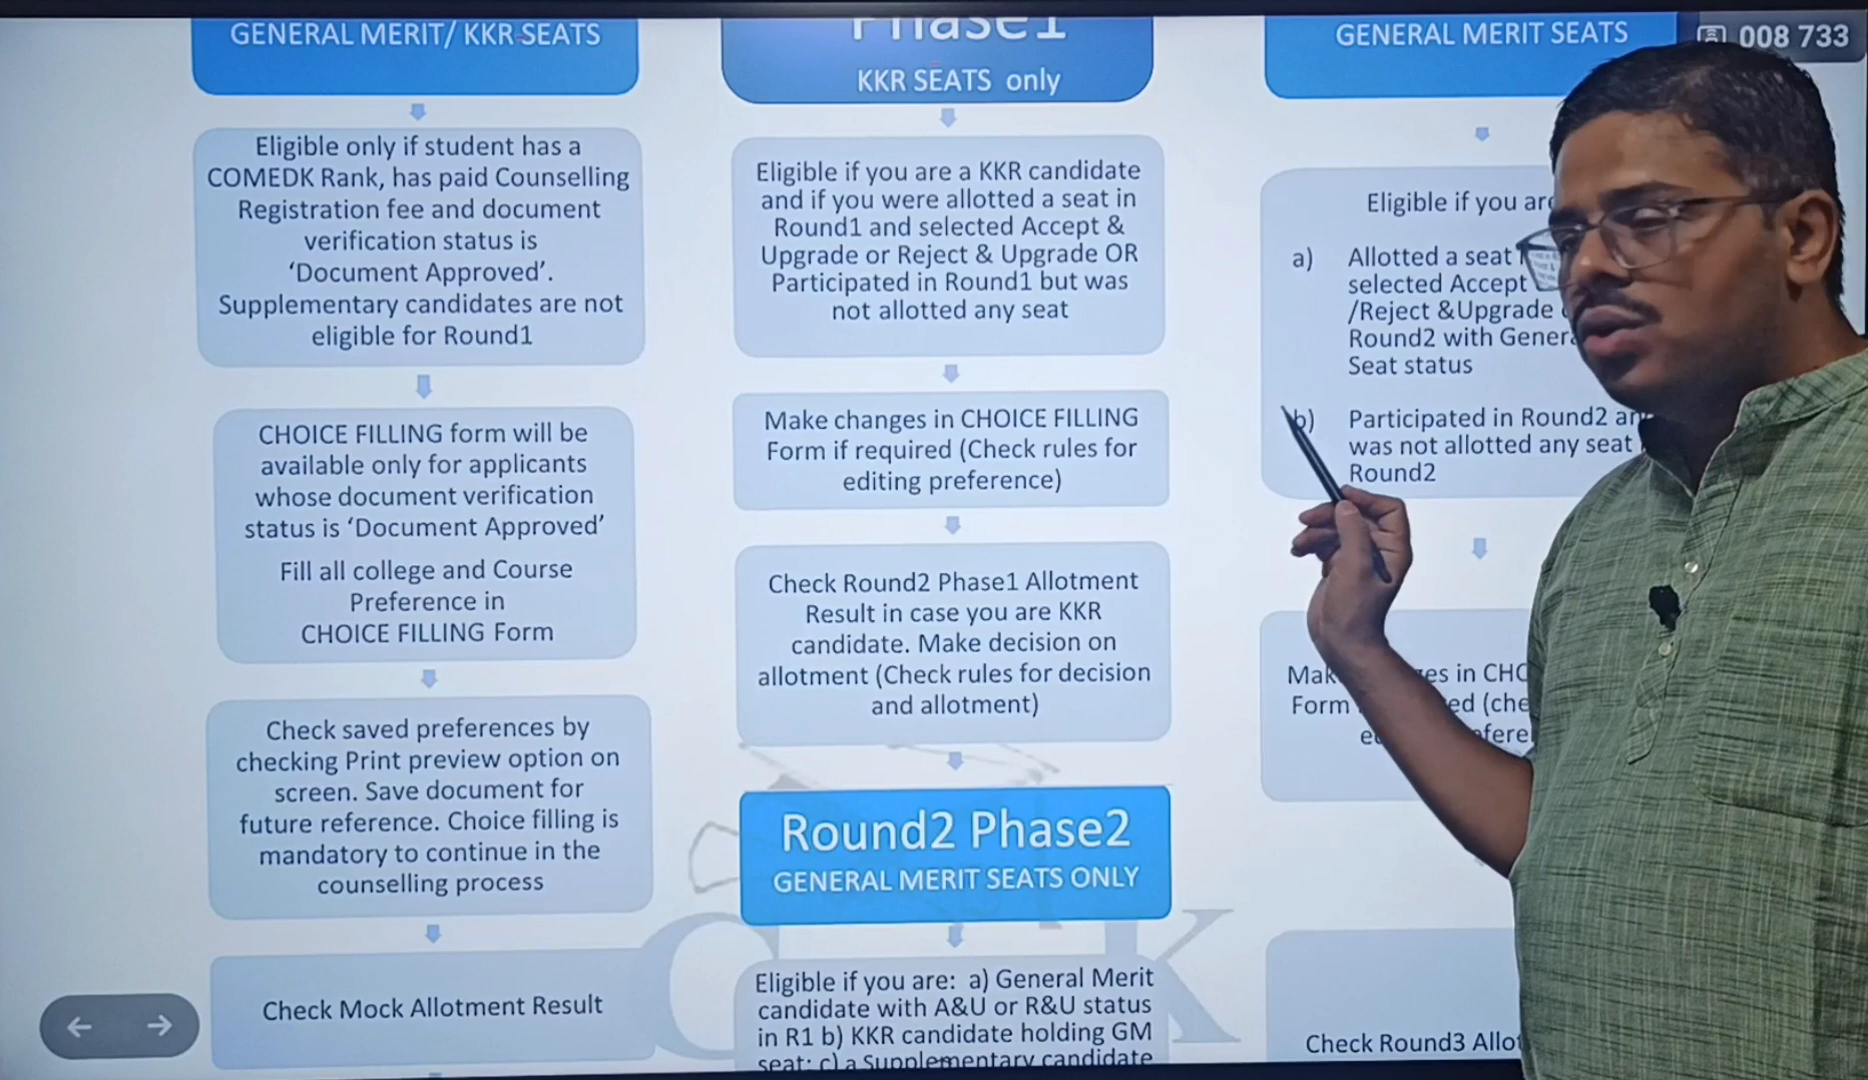 GENERAL MERIT/ KKR SEATS
Eligible only if student has a
COMEDK Rank, has paid Counselling
Registration fee and document
verification status is
‘Document Approved’.
Supplementary candidates are not
eligible for Round1
CHOICE FILLING form will be
available only for applicants
whose document verification
status is ‘Document Approved’
Fill all college and Course
Preference in
CHOICE FILLING Form
Check saved preferences by
checking Print preview option on
screen. Save document for
future reference. Choice filling is
mandatory to continue in the
counselling process
Check Mock Allotment Result
Phase1
KKR SEATS only
Eligible if you are a KKR candidate
and if you were allotted a seat in
Round1 and selected Accept &
Upgrade or Reject & Upgrade OR
Participated in Round1 but was
not allotted any seat
Make changes in CHOICE FILLING
Form if required (Check rules for
editing preference)
Check Round2 Phase1 Allotment
Result in case you are KKR
candidate. Make decision on
allotment (Check rules for decision
and allotment)
Round2 Phase2
GENERAL MERIT SEATS ONLY
Eligible if you are: a) General Merit
candidate with A&U or R&U status
in R1 b) KKR candidate holding GM
seat; c) a Supplementary candidate
GENERAL MERIT SEATS
008 733
Eligible if you are
a) Allotted a seat
selected Accept
/Reject &Upgrade
Round2 with
Seat status
b) Participated in Round2
was not allotted any seat
Round2
in
Form
Check Round3